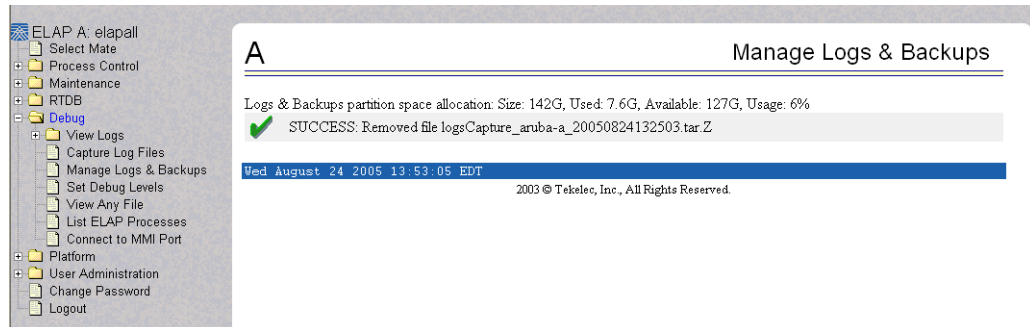 ELAP A: elapall
Select Mate
Process Control
Maintenance
RTDB
Debug
View Logs
Capture Log Files
Manage Logs & Backups
Set Debug Levels
View Any File
List ELAP Processes
Connect to MMI Port
Platform
User Administration
Change Password
Logout
A
Manage Logs & Backups
Logs & Backups partition space allocation: Size: 142G, Used: 7.6G, Available: 127G, Usage: 6%
SUCCESS: Removed file logsCapture_aruba-a_20050824132503.tar.Z
Wed August 24 2005 13:53:05 EDT
2003 © Tekelec, Inc., All Rights Reserved.